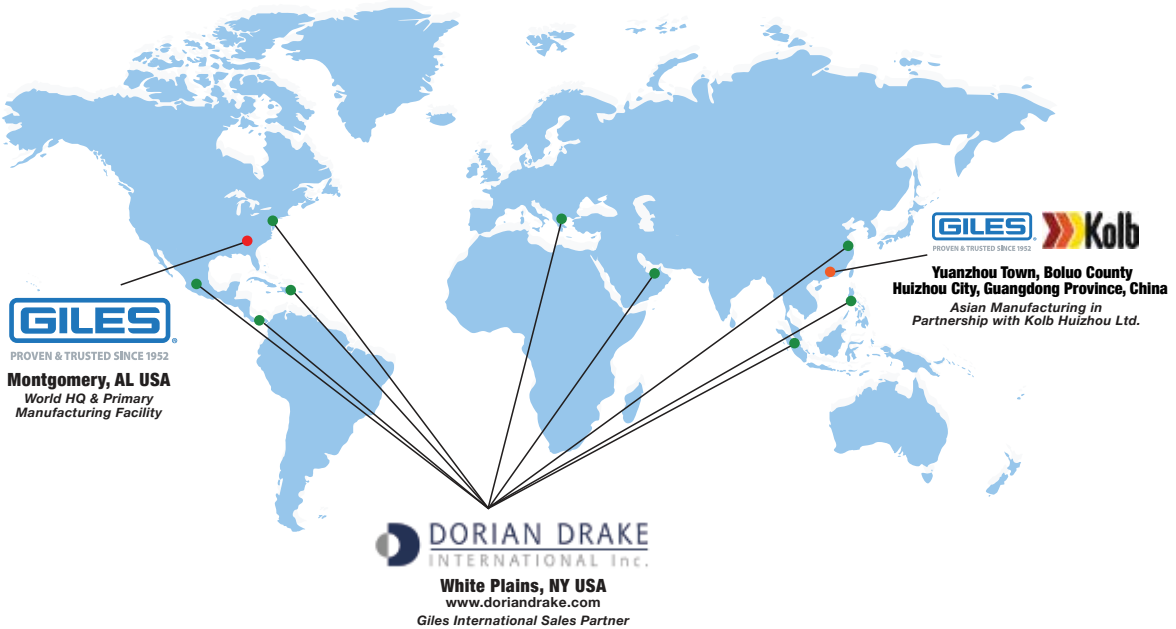 GILES®
PROVEN & TRUSTED SINCE 1952
Montgomery, AL USA
World HQ & Primary
Manufacturing Facility
GILES® Kolb
PROVEN & TRUSTED SINCE 1952
Yuanzhou Town, Boluo County
Huizhou City, Guangdong Province, China
Asian Manufacturing in
Partnership with Kolb Huizhou Ltd.
DORIAN DRAKE
INTERNATIONAL Inc.
White Plains, NY USA
www.doriandrake.com
Giles International Sales Partner